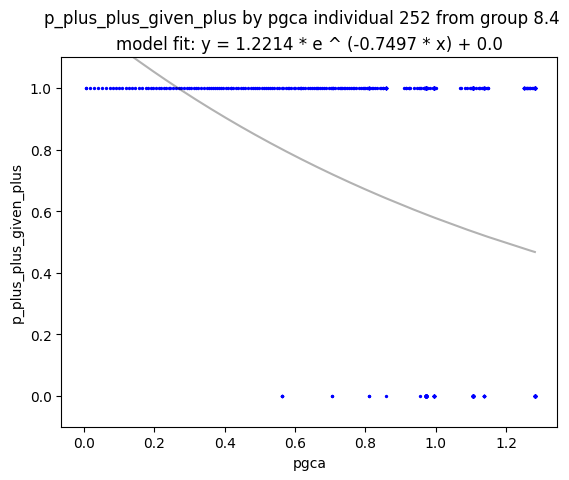 p_plus_plus_given_plus by pgca individual 252 from group 8.4
model fit: y = 1.2214 * e ^ (-0.7497 * x) + 0.0
p_plus_plus_given_plus
1.0
0.8
0.6
0.4
0.2
0.0
0.0 0.2 0.4 0.6 0.8 1.0 1.2
pgca